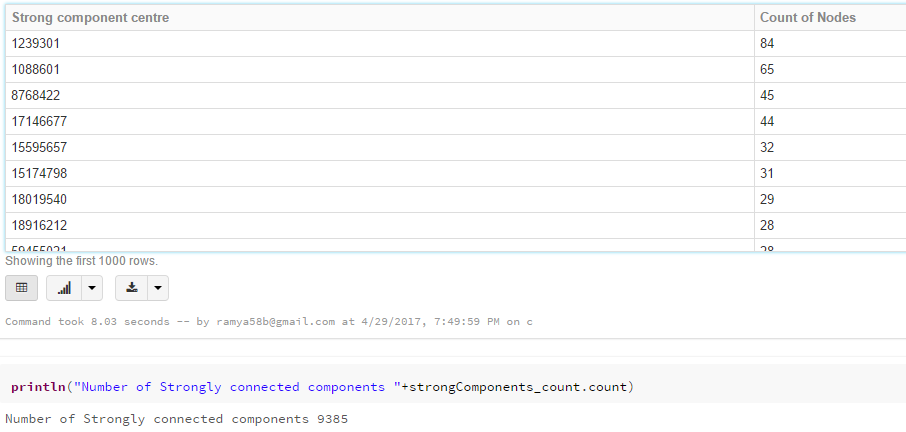 Strong component centre Count of Nodes
1239301 84
1088601 65
8768422 45
17146677 44
15595657 32
15174798 31
18019540 29
18916212 28
59455021 28
Showing the first 1000 rows.
Command took 8.03 seconds -- by ramya58b@gmail.com at 4/29/2017, 7:49:59 PM on c
println("Number of Strongly connected components "+strongComponents_count.count)
Number of Strongly connected components 9385